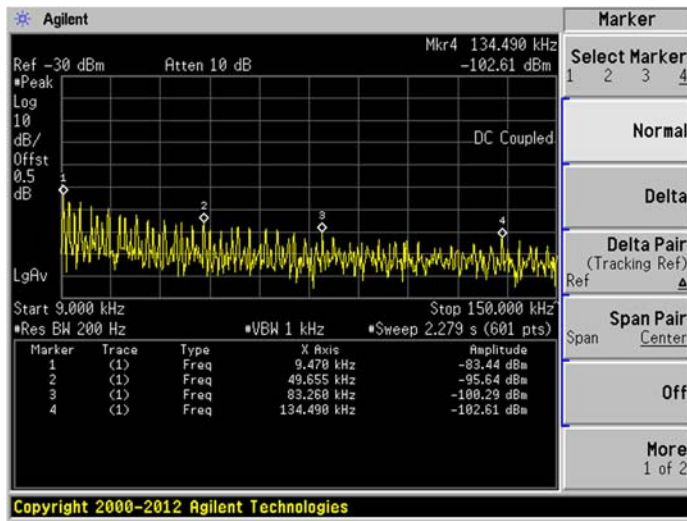 Agilent
Marker
Mkr4 134.490 kHz
Ref -30 dBm
Atten 10 dB
-102.61 dBm
Select Marker
1 2 3 4
#Peak
Log
10
dB/
Offst
0.5
dB
DC Coupled
1
2
3
4
LgAv
Start 9.000 kHz
Stop 150.000 kHz
#Res BW 200 Hz
#VBW 1 kHz
#Sweep 2.279 s (601 pts)
Marker Trace Type X Axis Amplitude
1 (1) Freq 9.470 kHz -83.44 dBm
2 (1) Freq 49.655 kHz -95.64 dBm
3 (1) Freq 83.260 kHz -100.29 dBm
4 (1) Freq 134.490 kHz -102.61 dBm
Normal
Delta
Delta Pair
(Tracking Ref)
Ref Δ
Span Pair
Span Center
Off
More
1 of 2
Copyright 2000-2012 Agilent Technologies